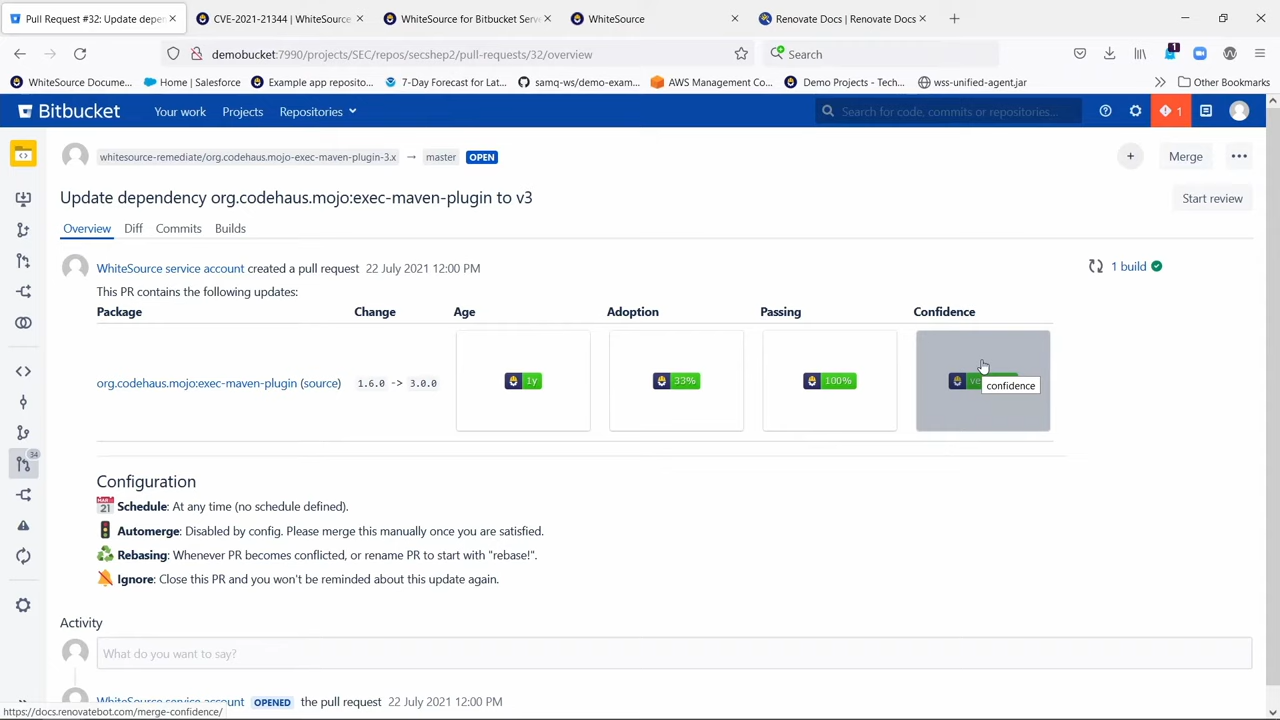 Pull Request #32: Update depen
CVE-2021-21344 | WhiteSource
WhiteSource for Bitbucket Serve
WhiteSource
Renovate Docs | Renovate Docs
demobucket:7990/projects/SEC/repos/secshep2/pull-requests/32/overview
Search
1
WhiteSource Docume...
Home | Salesforce
Example app reposito...
7-Day Forecast for Lat...
samq-ws/demo-exam...
AWS Management Co...
Demo Projects - Tech...
wss-unified-agent.jar
Other Bookmarks
Bitbucket
Your work
Projects
Repositories
Search for code, commits or repositories...
1
whitesource-remediate/org.codehaus.mojo-exec-maven-plugin-3.x → master OPEN
Merge
Update dependency org.codehaus.mojo:exec-maven-plugin to v3
Start review
Overview Diff Commits Builds
WhiteSource service account created a pull request 22 July 2021 12:00 PM
1 build
This PR contains the following updates:
Package Change Age Adoption Passing Confidence
org.codehaus.mojo:exec-maven-plugin (source) 1.6.0 -> 3.0.0 1y 33% 100%
confidence
34
Configuration
MAR 21 Schedule: At any time (no schedule defined).
Automerge: Disabled by config. Please merge this manually once you are satisfied.
Rebasing: Whenever PR becomes conflicted, or rename PR to start with "rebase!".
Ignore: Close this PR and you won't be reminded about this update again.
Activity
What do you want to say?
WhiteSource service account OPENED the pull request 22 July 2021 12:00 PM
https://docs.renovatebot.com/merge-confidence/